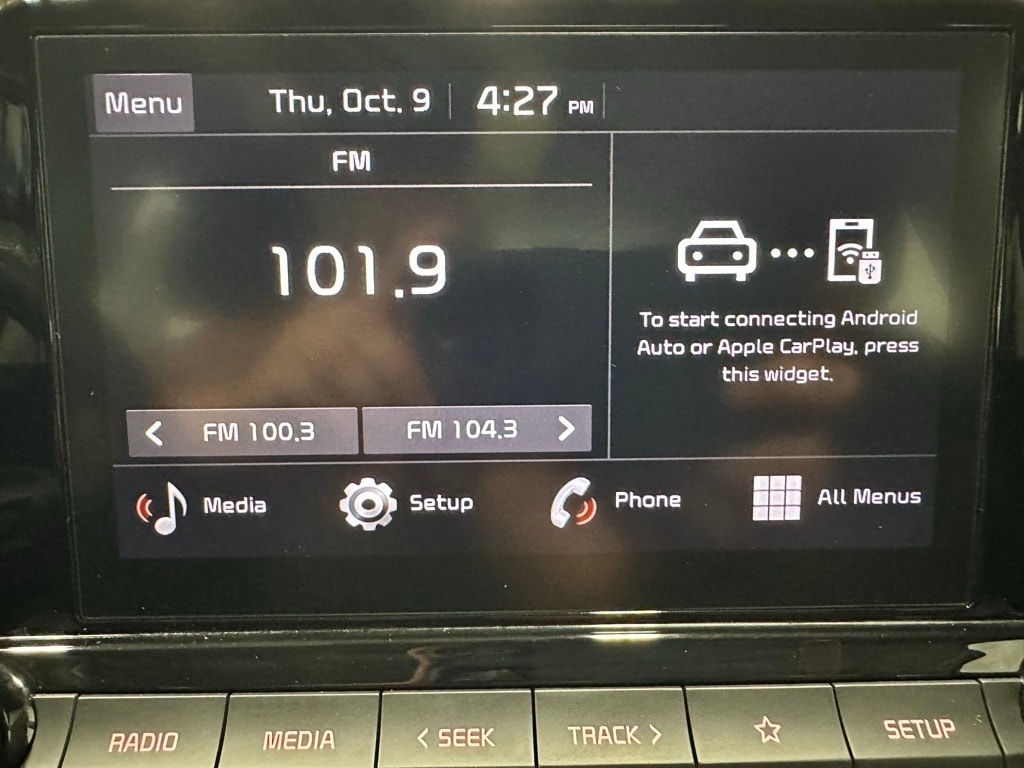 Menu Thu, Oct. 9 4:27 PM
FM
101.9
FM 100.3 FM 104.3
To start connecting Android
Auto or Apple CarPlay, press
this widget.
Media Setup Phone All Menus
RADIO MEDIA < SEEK TRACK > SETUP